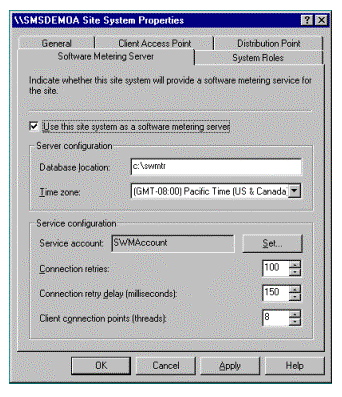 \\SMSDEMOA Site System Properties
General Client Access Point Distribution Point
Software Metering Server System Roles
Indicate whether this site system will provide a software metering service for
the site.
Use this site system as a software metering server
Server configuration
Database location: c:\swmtr
Time zone: (GMT-08:00) Pacific Time (US & Canada
Service configuration
Service account: SWMAccount Set...
Connection retries: 100
Connection retry delay (milliseconds): 150
Client connection points (threads): 8
OK Cancel Apply Help